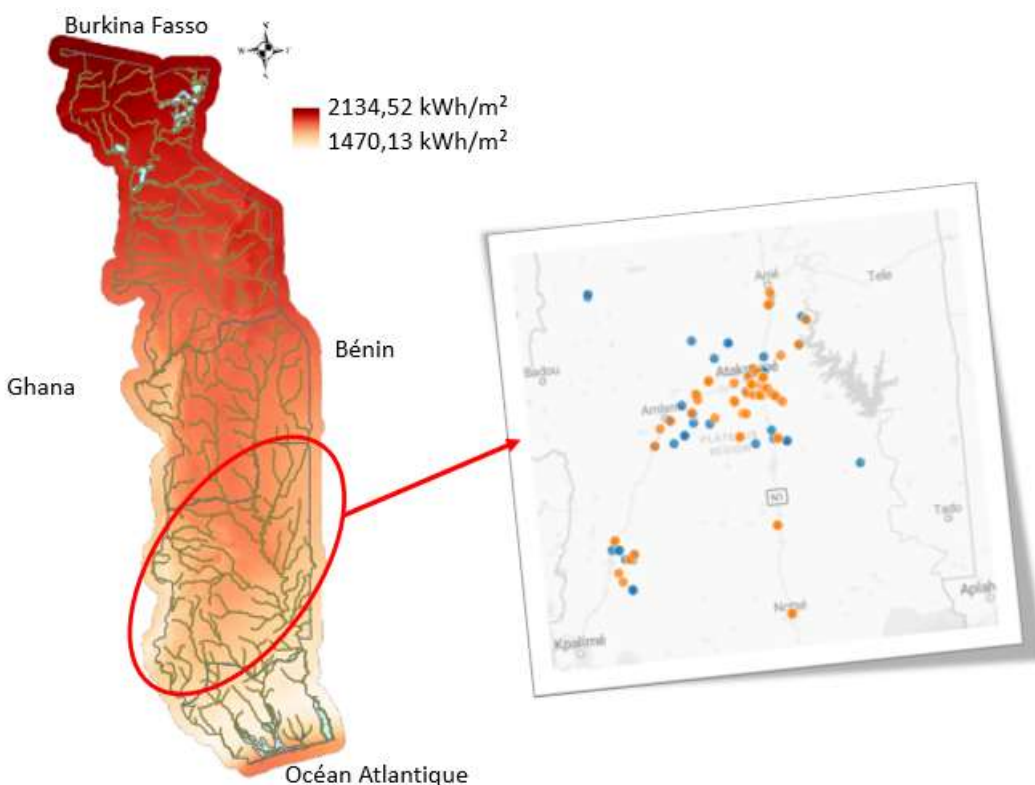 Burkina Fasso
N
W
S
2134,52 kWh/m²
1470,13 kWh/m²
Bénin
Ghana
Océan Atlantique
Anié
Tele
Badou
Atakpamé
Amlamé
PLATEAUX
REGION
N1
Tado
Aplah
Notsé
Kpalimé